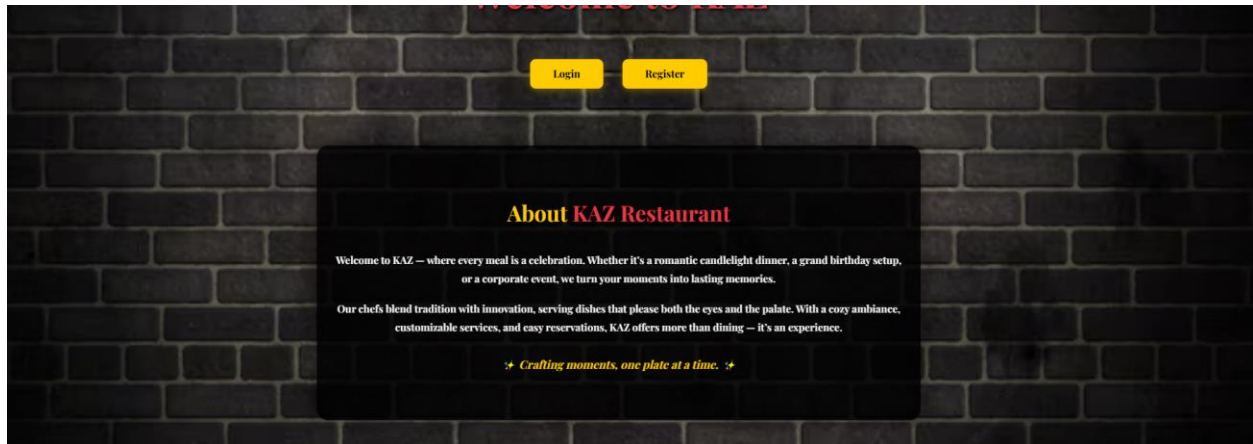 Welcome to KAZ
Login
Register
About KAZ Restaurant
Welcome to KAZ — where every meal is a celebration. Whether it's a romantic candlelight dinner, a grand birthday setup,
or a corporate event, we turn your moments into lasting memories.
Our chefs blend tradition with innovation, serving dishes that please both the eyes and the palate. With a cozy ambiance,
customizable services, and easy reservations, KAZ offers more than dining — it's an experience.
✨ Crafting moments, one plate at a time. ✨